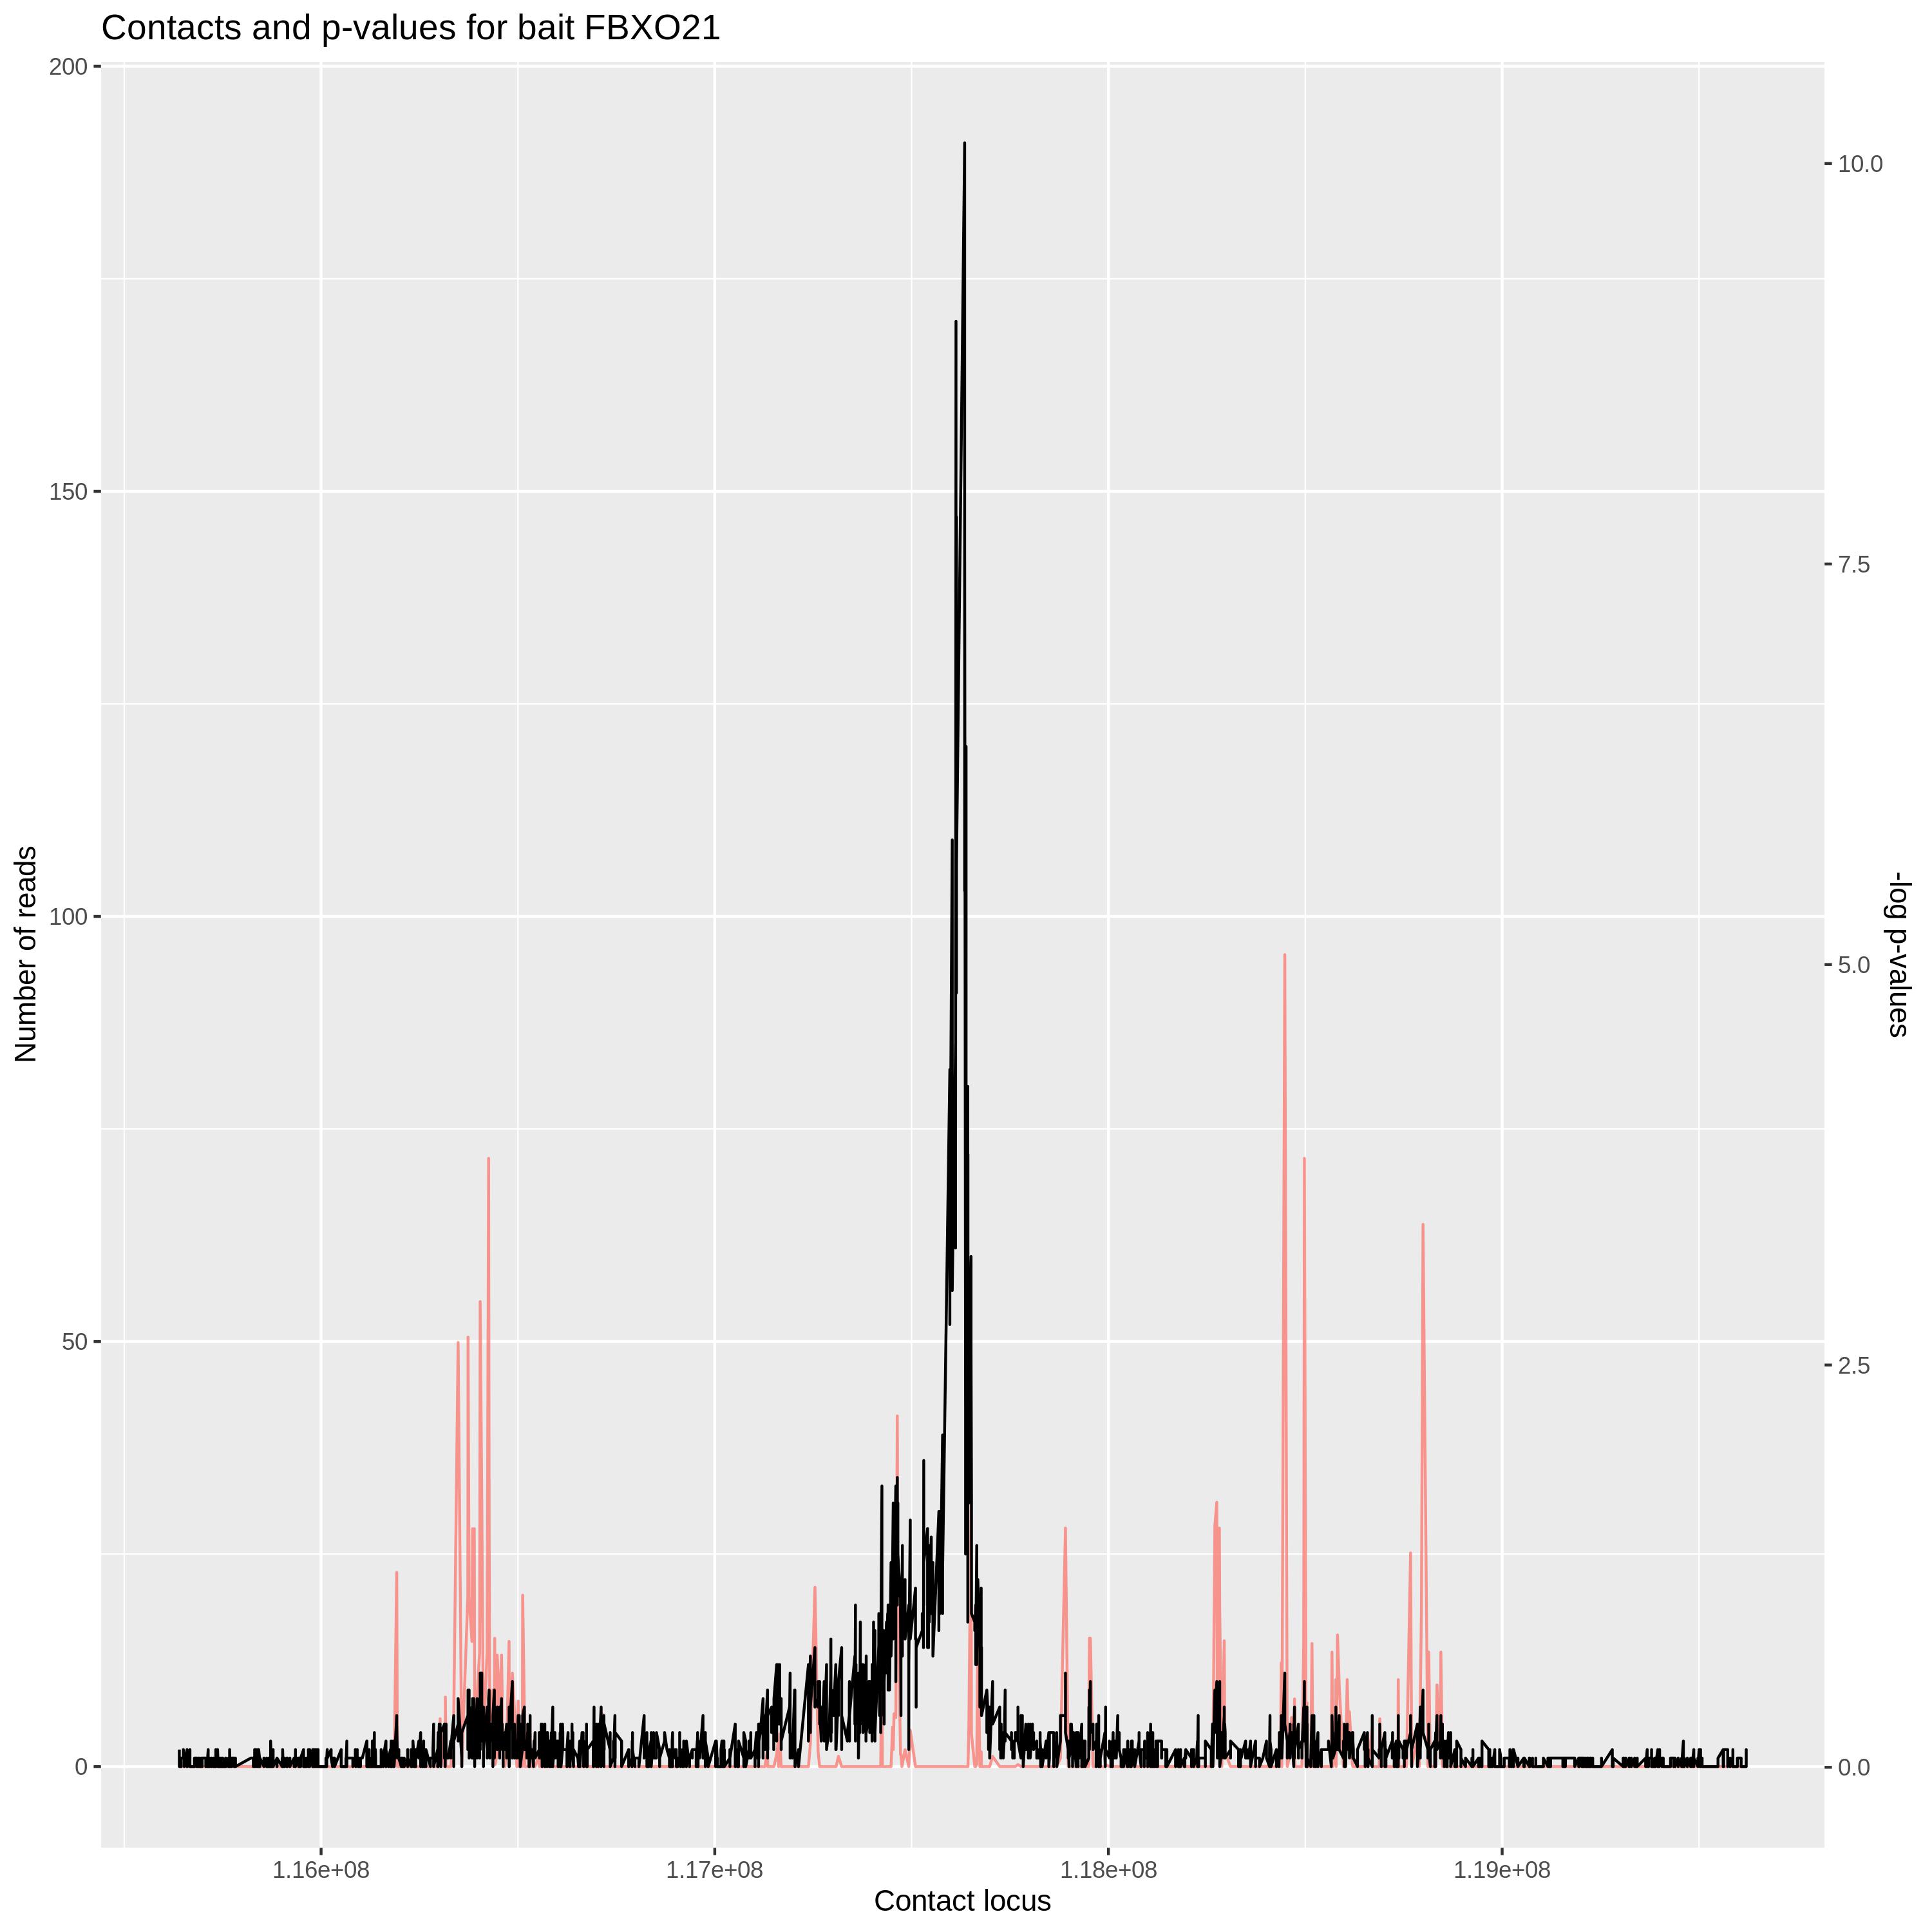 Contacts and p-values for bait FBXO21
200
150
100
50
0
Number of reads
10.0
7.5
5.0
2.5
0.0
-log p-values
1.16e+08
1.17e+08
1.18e+08
1.19e+08
Contact locus